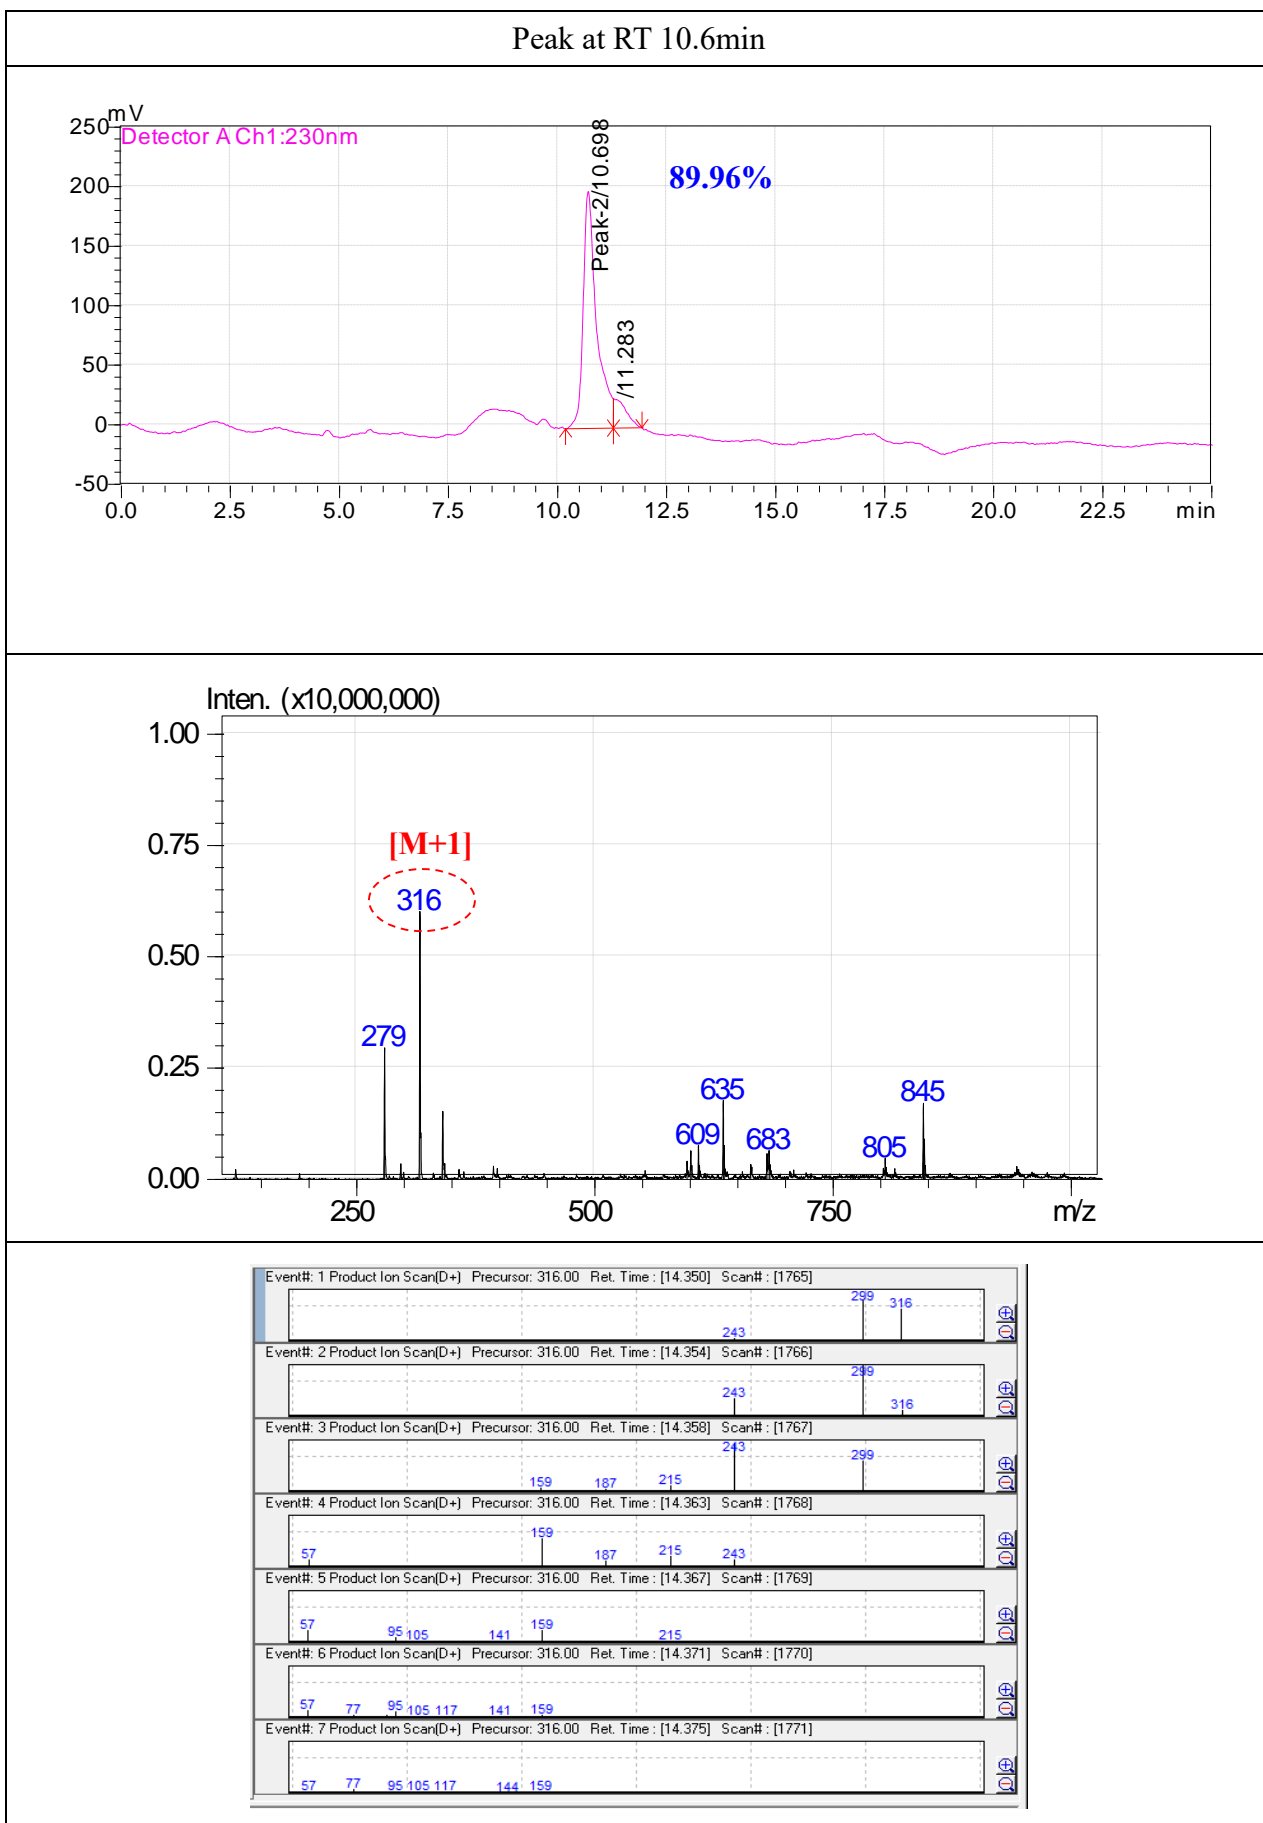 Peak at RT 10.6min
mV
250
Detector A Ch1:230nm
200
150
100
50
0
-50
Peak-2/10.698
/11.283
89.96%
0.0 2.5 5.0 7.5 10.0 12.5 15.0 17.5 20.0 22.5 min
Inten. (x10,000,000)
1.00
0.75
0.50
0.25
0.00
[M+1]
316
279
635
845
609
683
805
250 500 750 m/z
Event#: 1 Product Ion Scan(D+) Precursor: 316.00 Ret. Time : [14.350] Scan# : [1765]
243 299 316
Event#: 2 Product Ion Scan(D+) Precursor: 316.00 Ret. Time : [14.354] Scan# : [1766]
243 299 316
Event#: 3 Product Ion Scan(D+) Precursor: 316.00 Ret. Time : [14.358] Scan# : [1767]
159 187 215 243 299
Event#: 4 Product Ion Scan(D+) Precursor: 316.00 Ret. Time : [14.363] Scan# : [1768]
57 159 187 215 243
Event#: 5 Product Ion Scan(D+) Precursor: 316.00 Ret. Time : [14.367] Scan# : [1769]
57 95 105 141 159 215
Event#: 6 Product Ion Scan(D+) Precursor: 316.00 Ret. Time : [14.371] Scan# : [1770]
57 77 95 105 117 141 159
Event#: 7 Product Ion Scan(D+) Precursor: 316.00 Ret. Time : [14.375] Scan# : [1771]
57 77 95 105 117 144 159